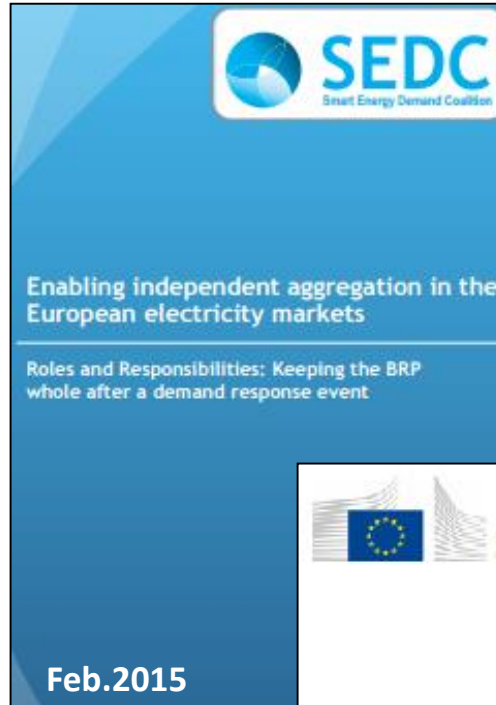 SEDC
Smart Energy Demand Coalition
Enabling independent aggregation in the
European electricity markets
Roles and Responsibilities: Keeping the BRP
whole after a demand response event
Feb.2015